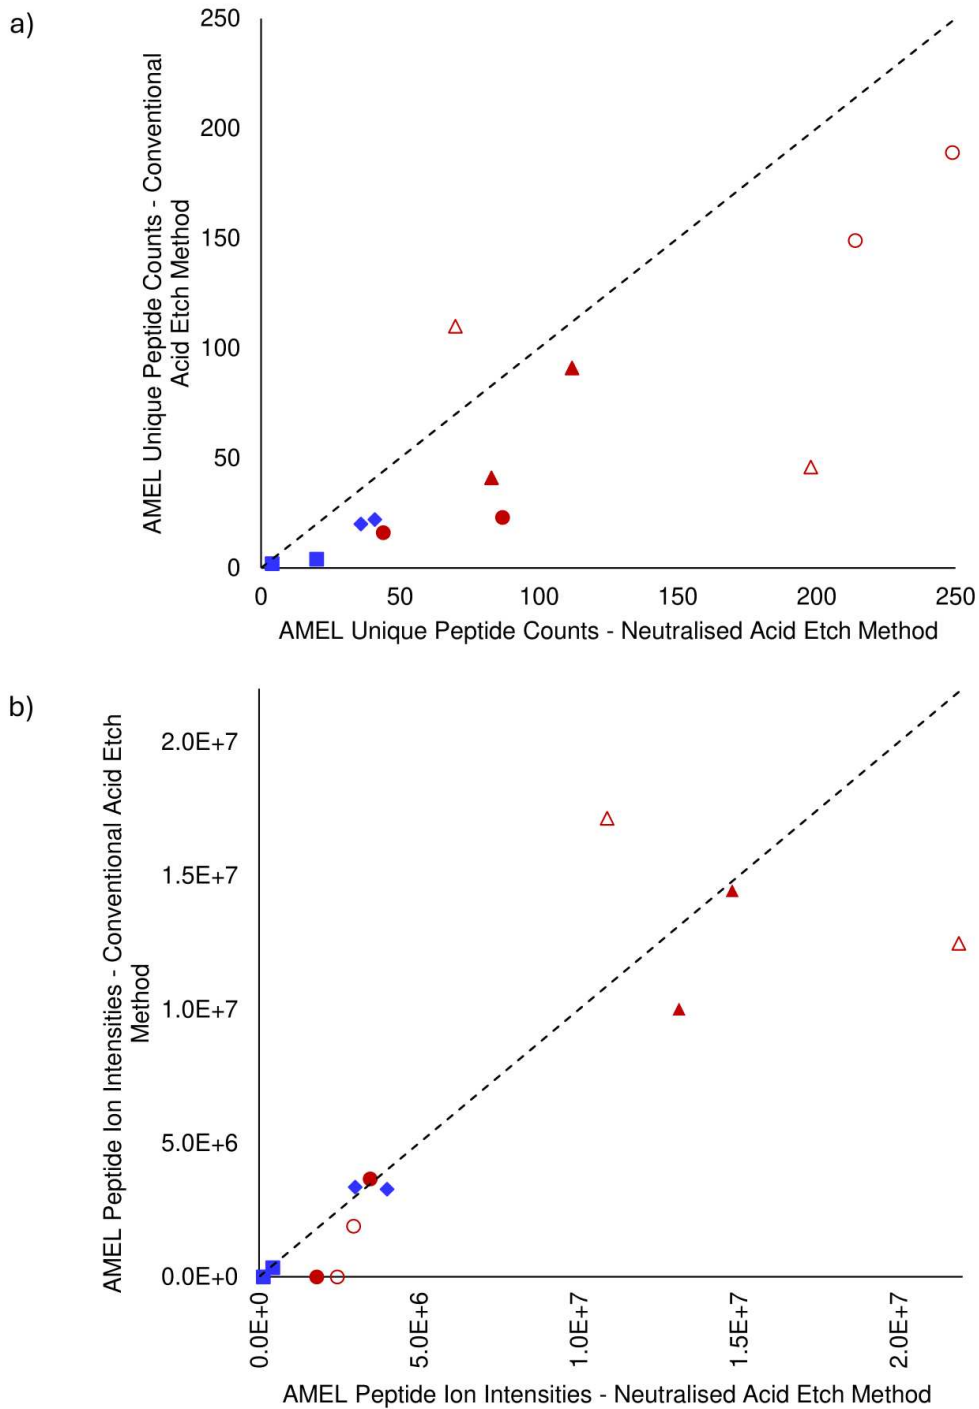 a)
AMEL Unique Peptide Counts - Conventional
Acid Etch Method
250
200
150
100
50
0
0 50 100 150 200 250
AMEL Unique Peptide Counts - Neutralised Acid Etch Method
b)
AMEL Peptide Ion Intensities - Conventional Acid Etch
Method
2.0E+7
1.5E+7
1.0E+7
5.0E+6
0.0E+0
0.0E+0 5.0E+6 1.0E+7 1.5E+7 2.0E+7
AMEL Peptide Ion Intensities - Neutralised Acid Etch Method